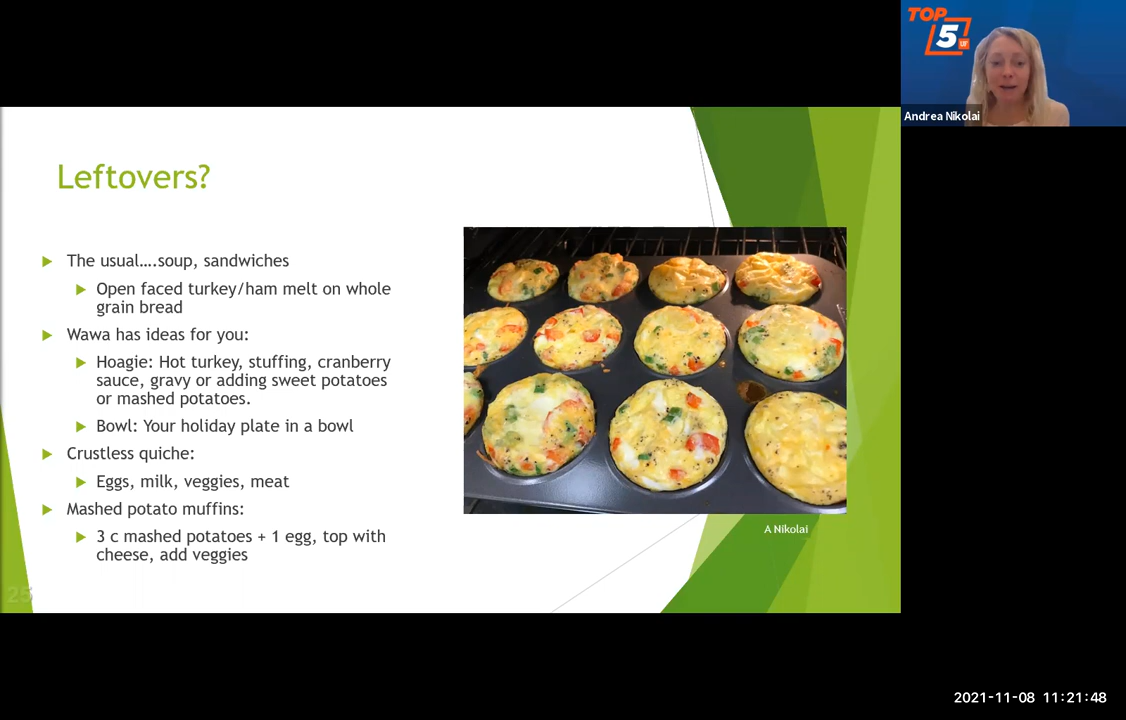 TOP
5
UF
Andrea Nikolai
Leftovers?
The usual....soup, sandwiches
Open faced turkey/ham melt on whole
grain bread
Wawa has ideas for you:
Hoagie: Hot turkey, stuffing, cranberry
sauce, gravy or adding sweet potatoes
or mashed potatoes.
Bowl: Your holiday plate in a bowl
Crustless quiche:
Eggs, milk, veggies, meat
Mashed potato muffins:
3 c mashed potatoes + 1 egg, top with
cheese, add veggies
A Nikolai
25
2021-11-08 11:21:48